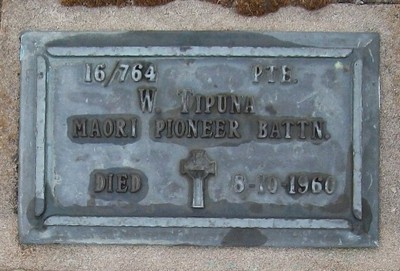 16/764 PTE.
W. TIPUNA
MAORI PIONEER BATTN.
DIED 8-10-1960